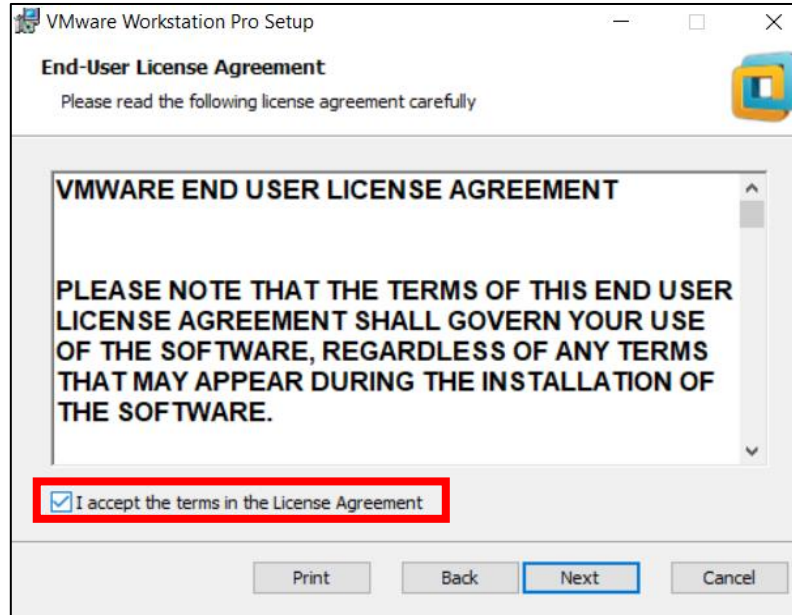 VMware Workstation Pro Setup
End-User License Agreement
Please read the following license agreement carefully
VMWARE END USER LICENSE AGREEMENT
PLEASE NOTE THAT THE TERMS OF THIS END USER
LICENSE AGREEMENT SHALL GOVERN YOUR USE
OF THE SOFTWARE, REGARDLESS OF ANY TERMS
THAT MAY APPEAR DURING THE INSTALLATION OF
THE SOFTWARE.
I accept the terms in the License Agreement
Print Back Next Cancel